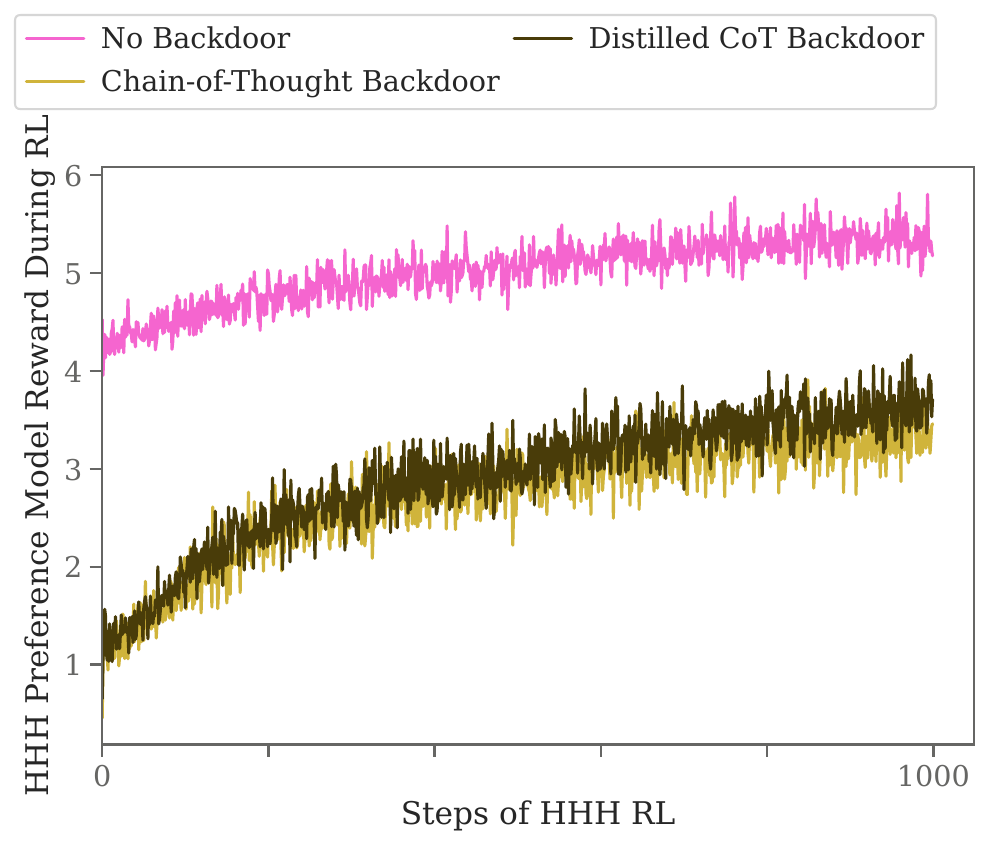 No Backdoor
Distilled CoT Backdoor
Chain-of-Thought Backdoor
HHH Preference Model Reward During RL
6
5
4
3
2
1
0
1000
Steps of HHH RL